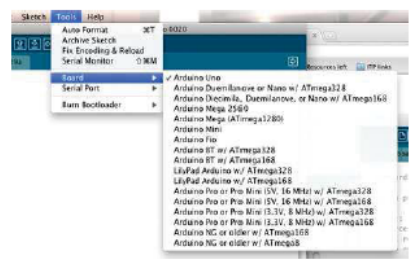 Sketch Tools Help
Auto Format ⌘T
Archive Sketch
Fix Encoding & Reload
Serial Monitor ⇧⌘M
Board
Serial Port
Burn Bootloader
0020
Resources left ITP links
✓ Arduino Uno
Arduino Duemilanove or Nano w/ ATmega328
Arduino Diecimila, Duemilanove, or Nano w/ ATmega168
Arduino Mega 2560
Arduino Mega (ATmega1280)
Arduino Mini
Arduino Fio
Arduino BT w/ ATmega328
Arduino BT w/ ATmega168
LilyPad Arduino w/ ATmega328
LilyPad Arduino w/ ATmega168
Arduino Pro or Pro Mini (5V, 16 MHz) w/ ATmega328
Arduino Pro or Pro Mini (5V, 16 MHz) w/ ATmega168
Arduino Pro or Pro Mini (3.3V, 8 MHz) w/ ATmega328
Arduino Pro or Pro Mini (3.3V, 8 MHz) w/ ATmega168
Arduino NG or older w/ ATmega168
Arduino NG or older w/ ATmega8